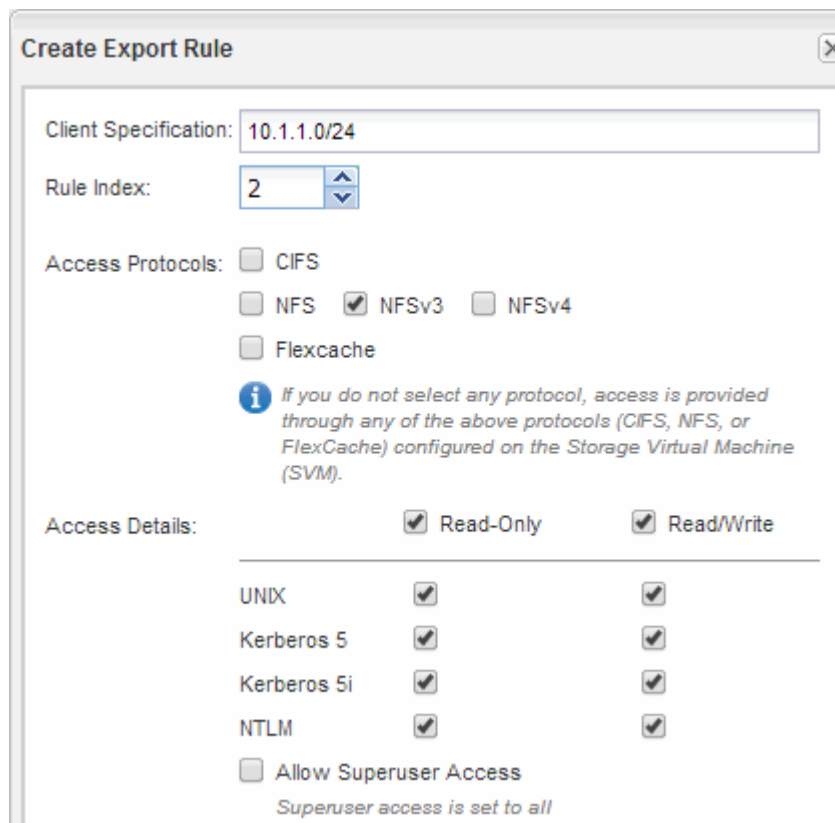 Create Export Rule
Client Specification: 10.1.1.0/24
Rule Index: 2
Access Protocols: CIFS
NFS NFSv3 NFSv4
Flexcache
If you do not select any protocol, access is provided
through any of the above protocols (CIFS, NFS, or
FlexCache) configured on the Storage Virtual Machine
(SVM).
Access Details: Read-Only Read/Write
UNIX
Kerberos 5
Kerberos 5i
NTLM
Allow Superuser Access
Superuser access is set to all